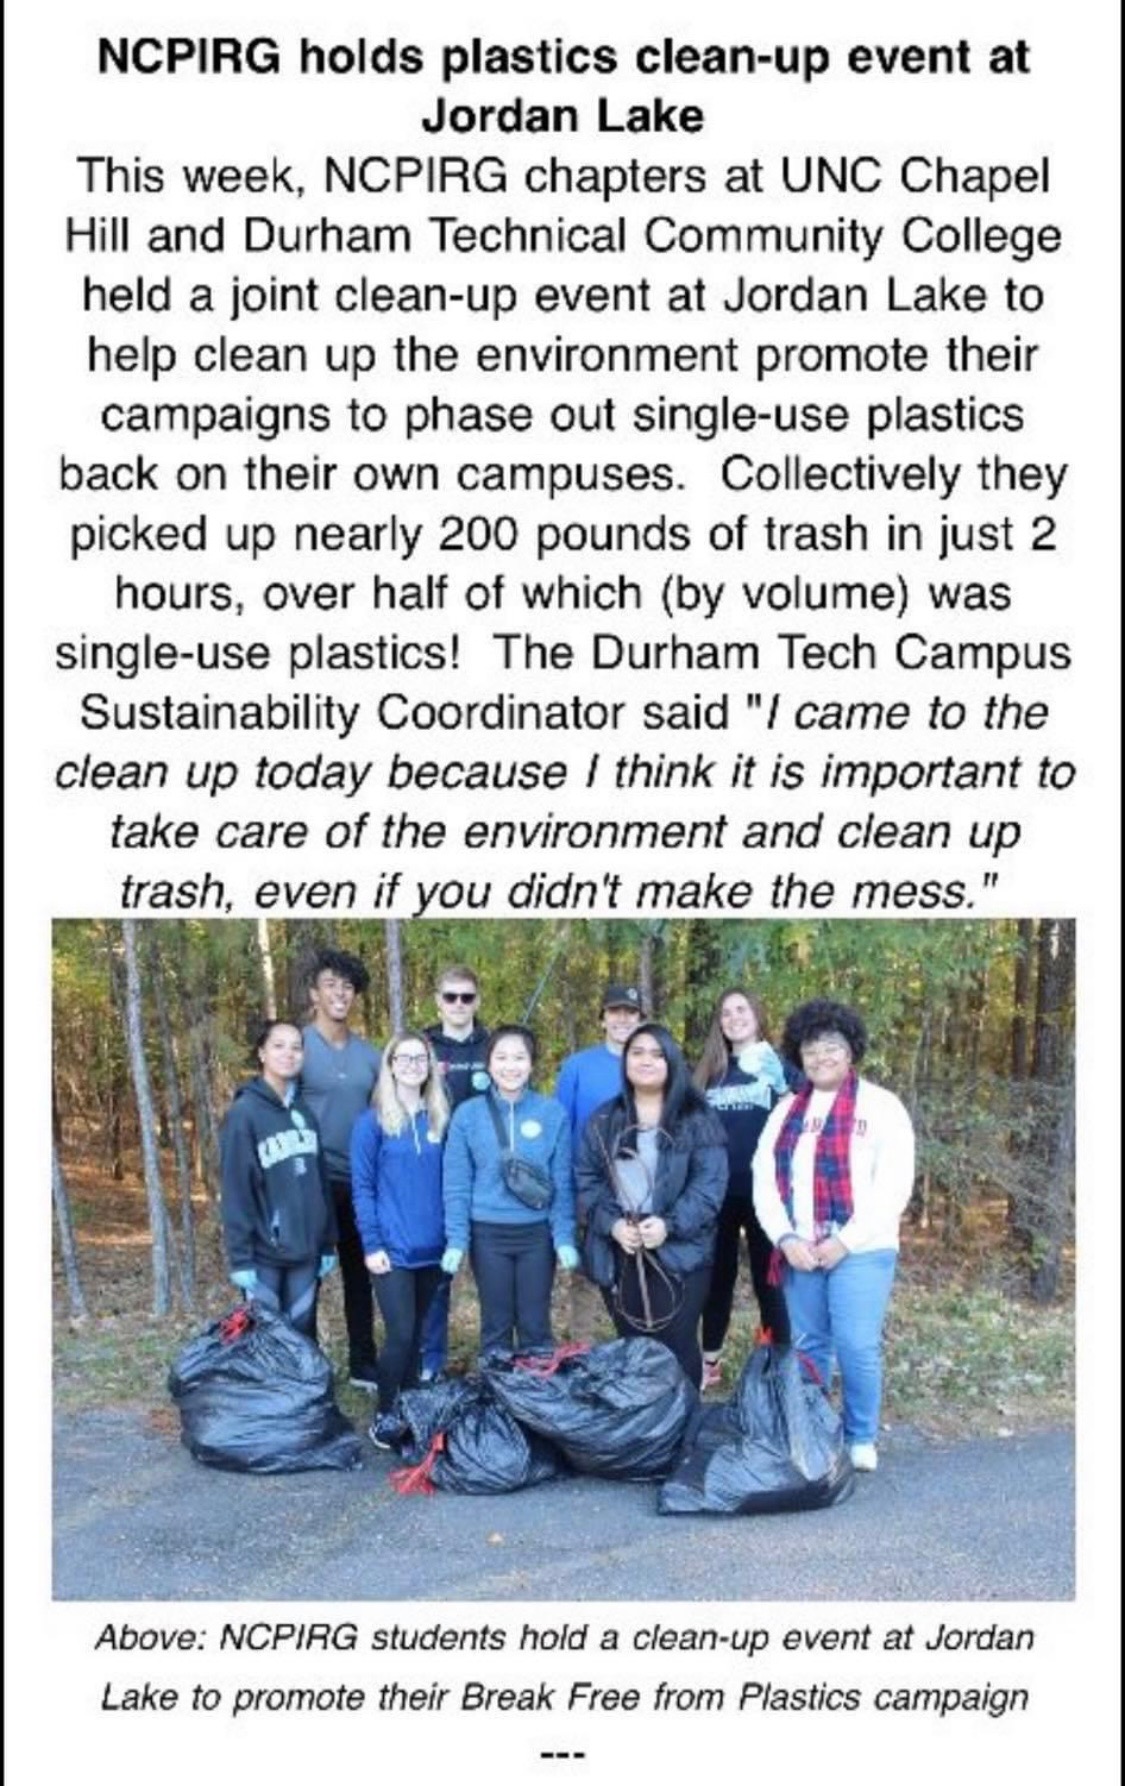 NCPIRG holds plastics clean-up event at
Jordan Lake
This week, NCPIRG chapters at UNC Chapel
Hill and Durham Technical Community College
held a joint clean-up event at Jordan Lake to
help clean up the environment promote their
campaigns to phase out single-use plastics
back on their own campuses.  Collectively they
picked up nearly 200 pounds of trash in just 2
hours, over half of which (by volume) was
single-use plastics!  The Durham Tech Campus
Sustainability Coordinator said "I came to the
clean up today because I think it is important to
take care of the environment and clean up
trash, even if you didn't make the mess."
Above: NCPIRG students hold a clean-up event at Jordan
Lake to promote their Break Free from Plastics campaign
---